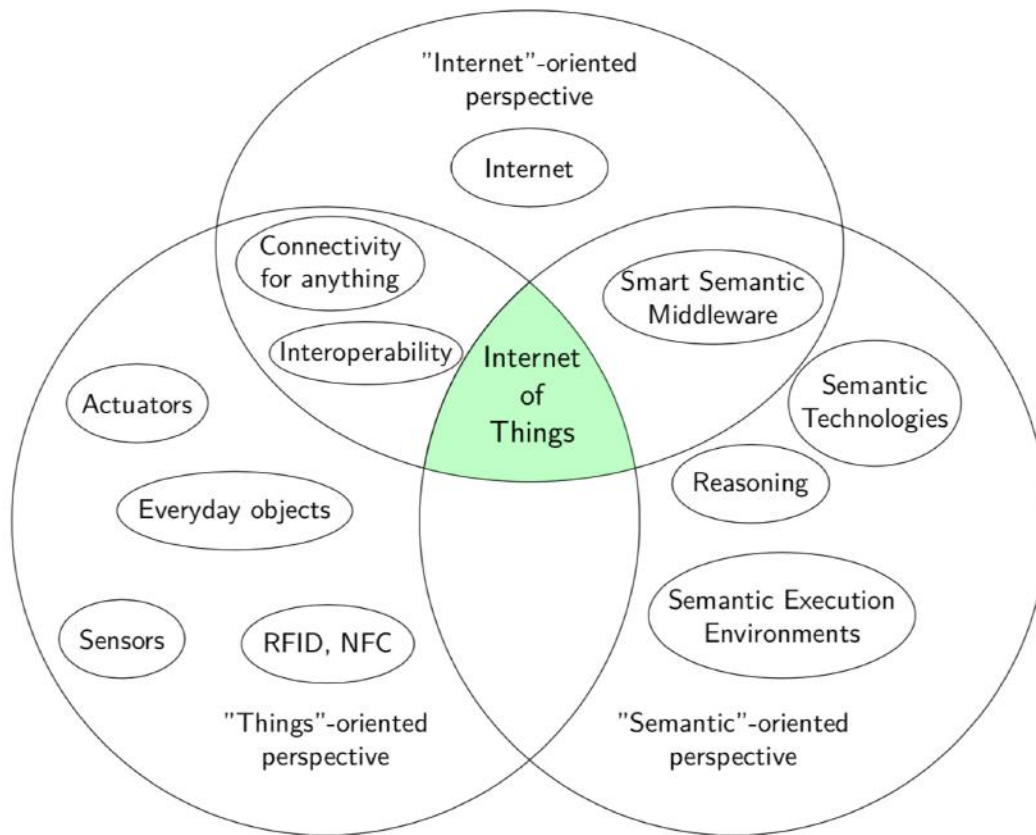 "Internet"-oriented
perspective
Internet
Connectivity
for anything
Smart Semantic
Middleware
Interoperability
Internet
of
Things
Actuators
Semantic
Technologies
Reasoning
Everyday objects
Semantic Execution
Environments
Sensors
RFID, NFC
"Things"-oriented
perspective
"Semantic"-oriented
perspective